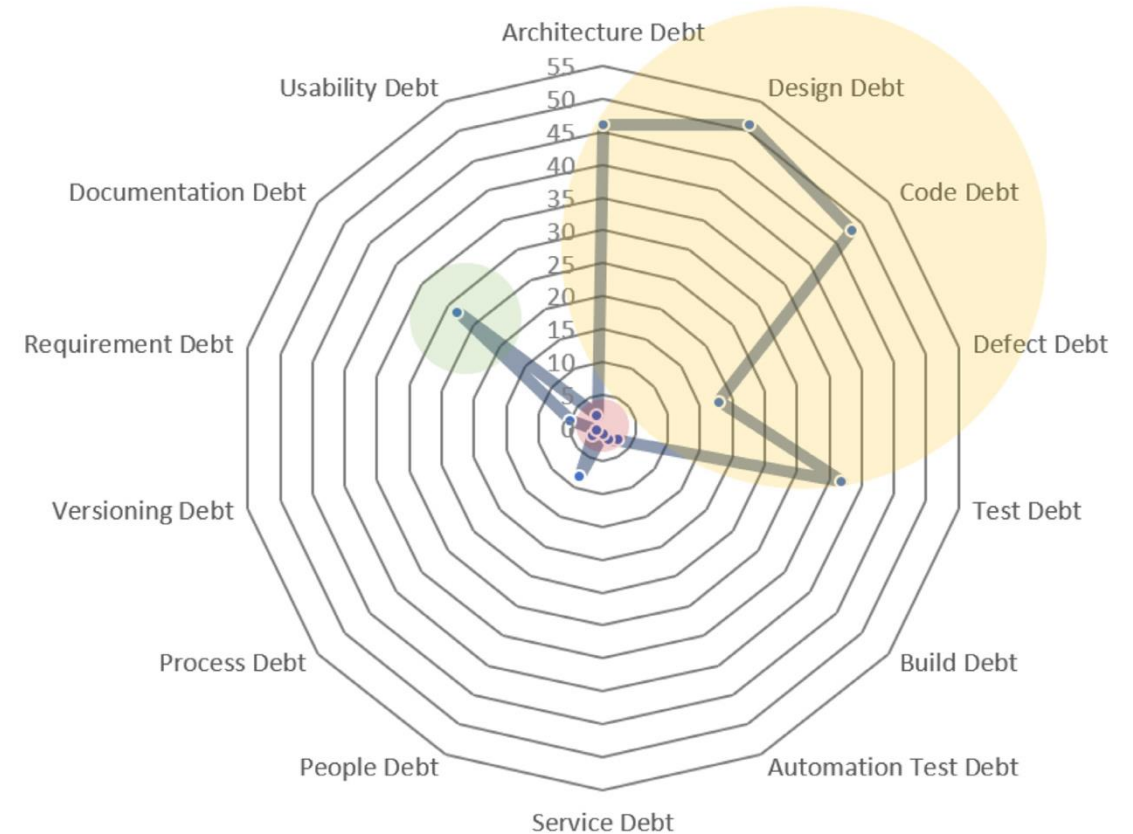 Architecture Debt
Usability Debt
Design Debt
Documentation Debt
Code Debt
Requirement Debt
Defect Debt
Versioning Debt
Test Debt
Process Debt
Build Debt
People Debt
Automation Test Debt
Service Debt
55
50
45
40
35
30
25
20
15
10
5
0